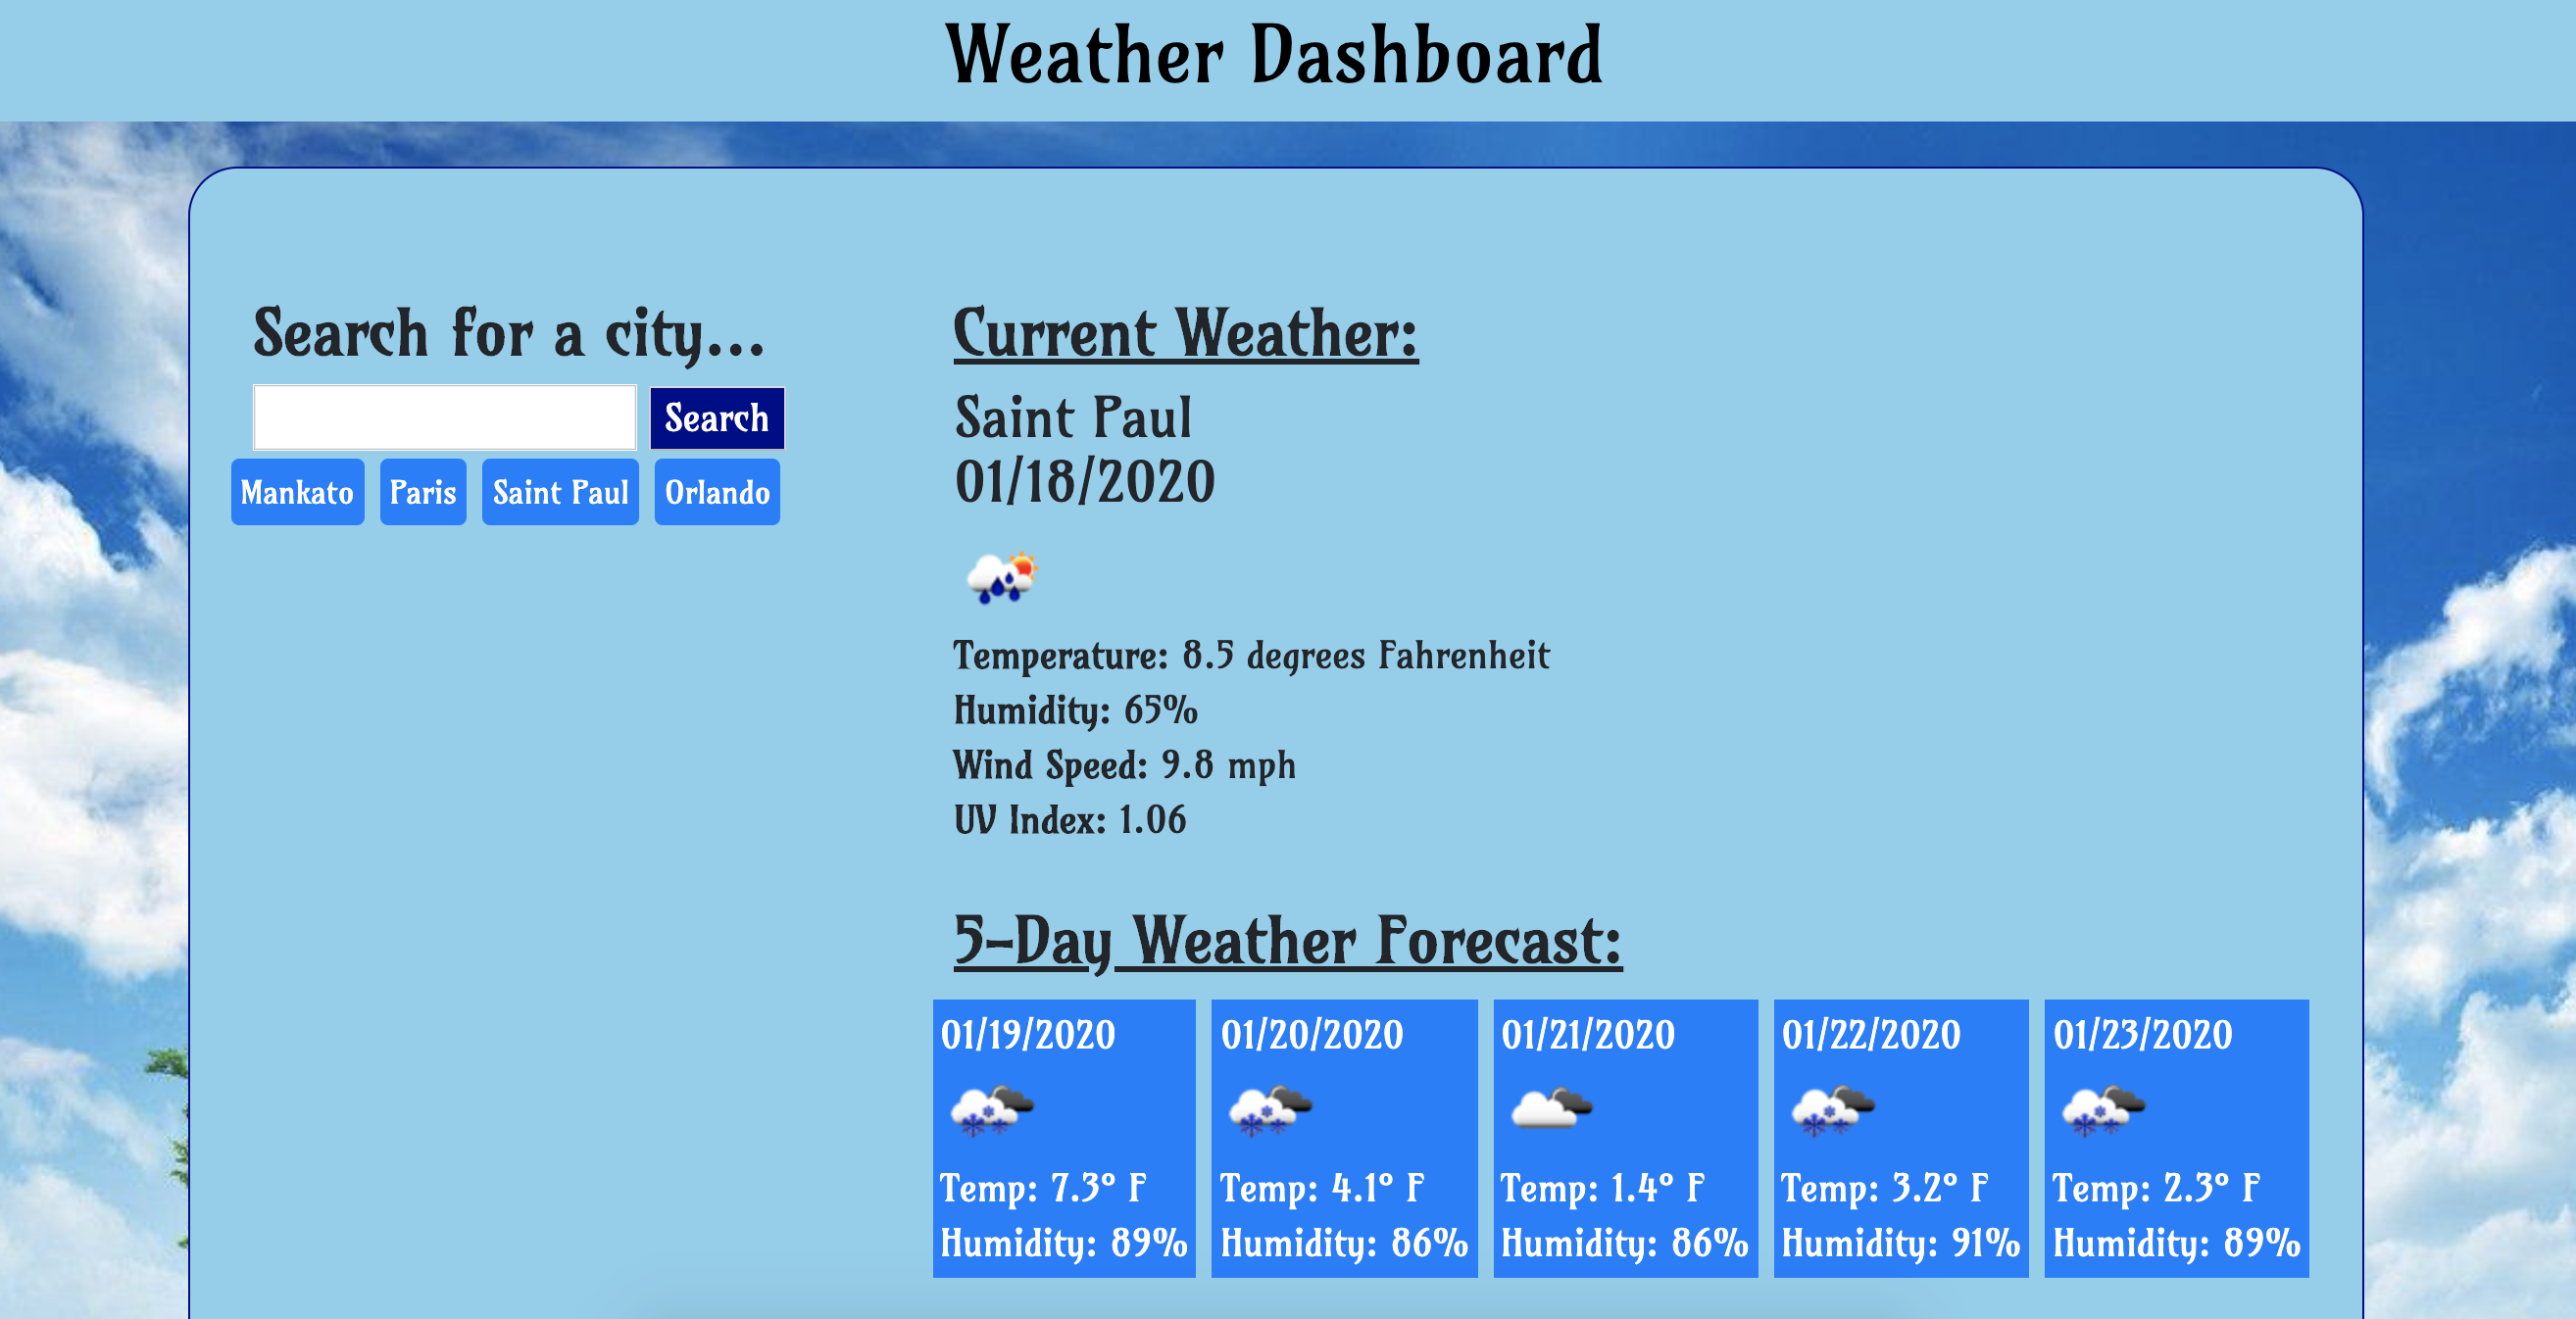 Weather Dashboard
Search for a city...
Search
Mankato
Paris
Saint Paul
Orlando
Current Weather:
Saint Paul
01/18/2020
Temperature: 8.5 degrees Fahrenheit
Humidity: 65%
Wind Speed: 9.8 mph
UV Index: 1.06
5-Day Weather Forecast:
01/19/2020
Temp: 7.3° F
Humidity: 89%
01/20/2020
Temp: 4.1° F
Humidity: 86%
01/21/2020
Temp: 1.4° F
Humidity: 86%
01/22/2020
Temp: 3.2° F
Humidity: 91%
01/23/2020
Temp: 2.3° F
Humidity: 89%